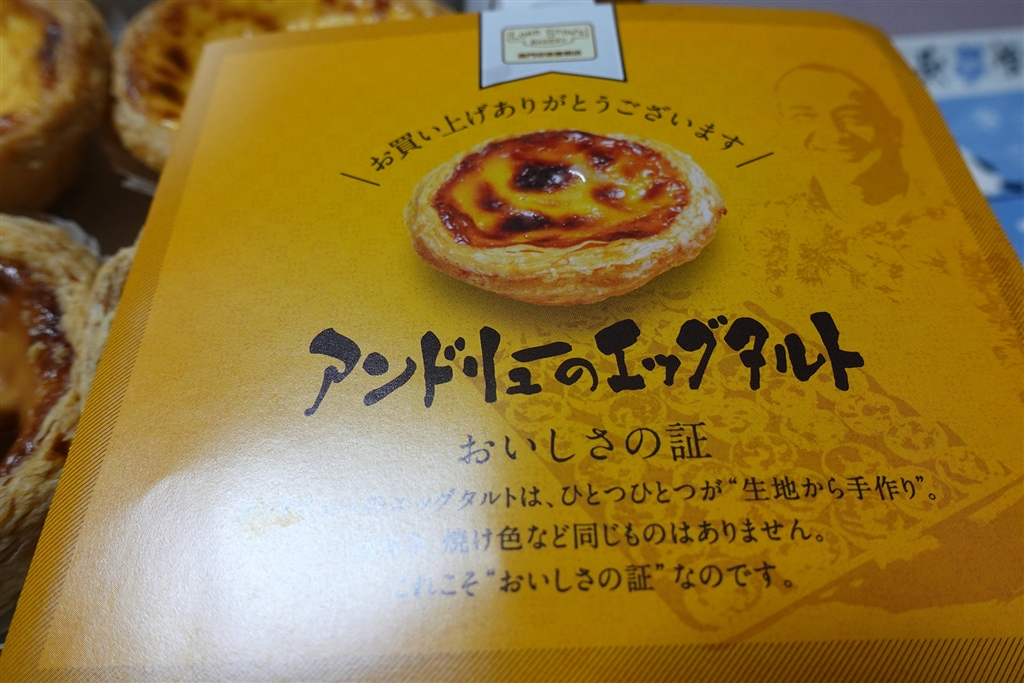 Lord Stow's
お買い上げありがとうございます
アンドリューのエッグタルト
おいしさの証
のエッグタルトは、ひとつひとつが“生地から手作り”。
焼け色など同じものはありません。
これこそ“おいしさの証”なのです。